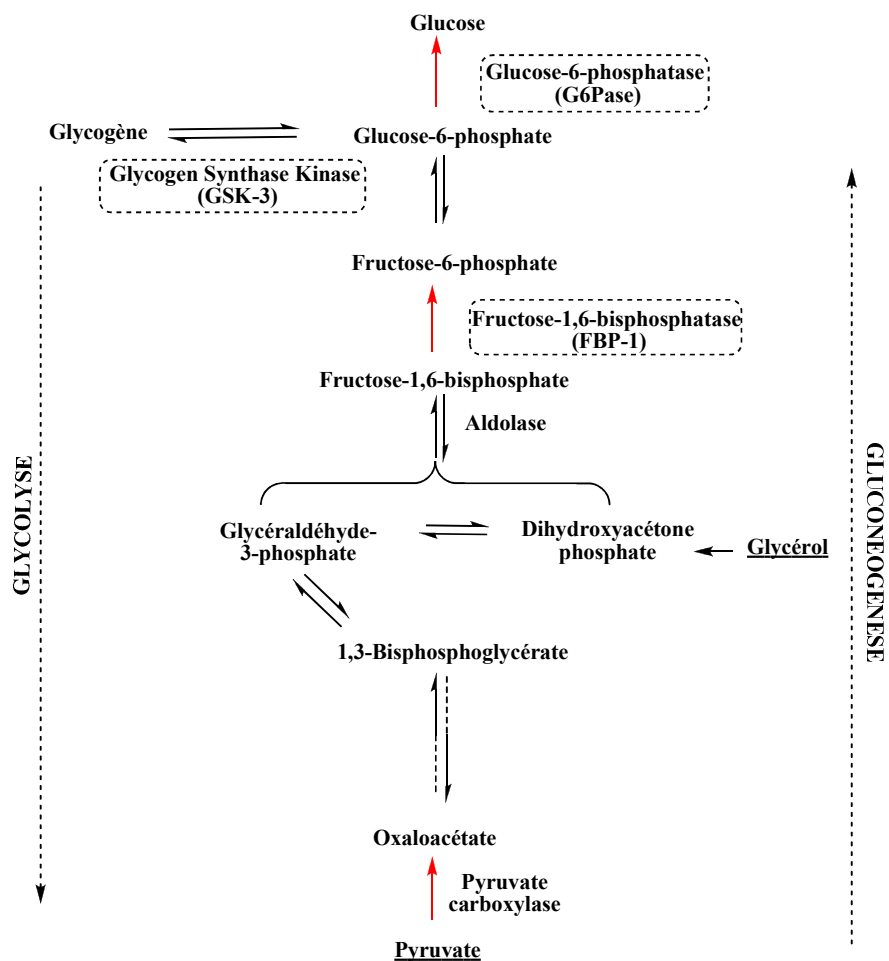 Glucose
Glucose-6-phosphatase
(G6Pase)
Glycogène
Glucose-6-phosphate
Glycogen Synthase Kinase
(GSK-3)
Fructose-6-phosphate
Fructose-1,6-bisphosphatase
(FBP-1)
Fructose-1,6-bisphosphate
Aldolase
GLYCOLYSE
GLUCONEOGENESE
Glycéraldéhyde-
3-phosphate
Dihydroxyacétone
phosphate
Glycérol
1,3-Bisphosphoglycérate
Oxaloacétate
Pyruvate
carboxylase
Pyruvate